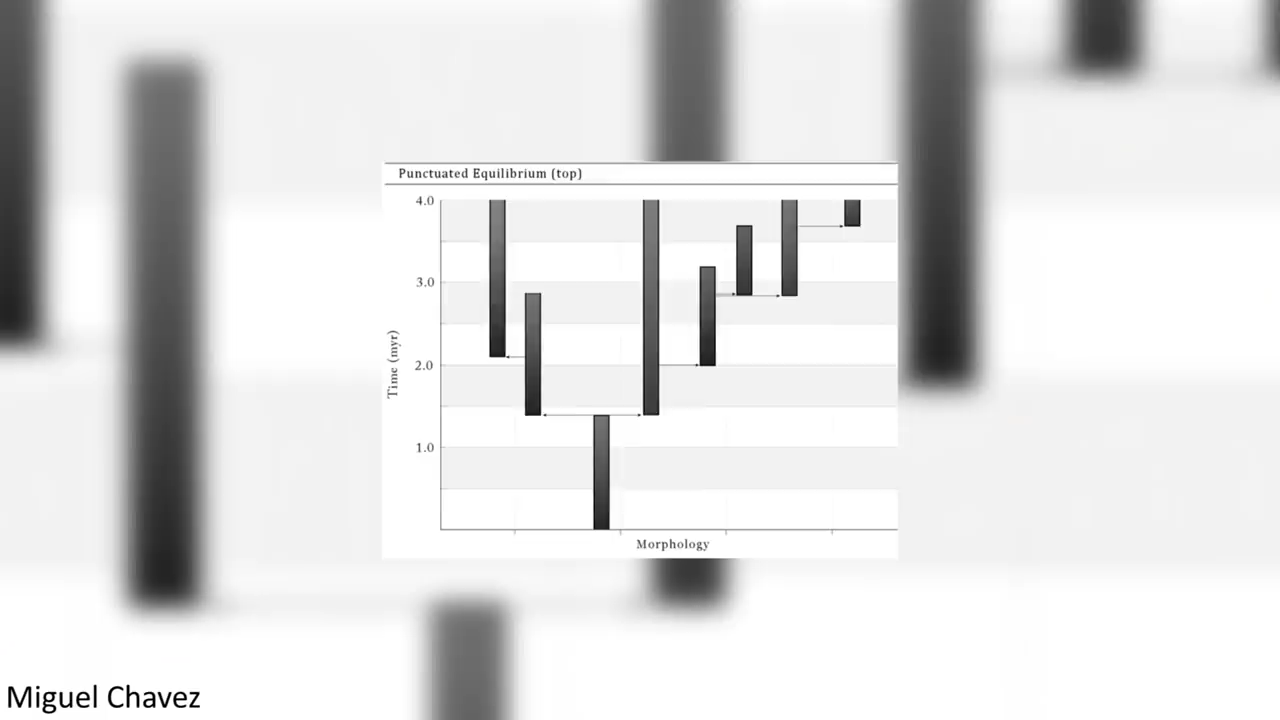 Punctuated Equilibrium (top)
4.0
3.0
2.0
1.0
Time (myr)
Morphology
Miguel Chavez